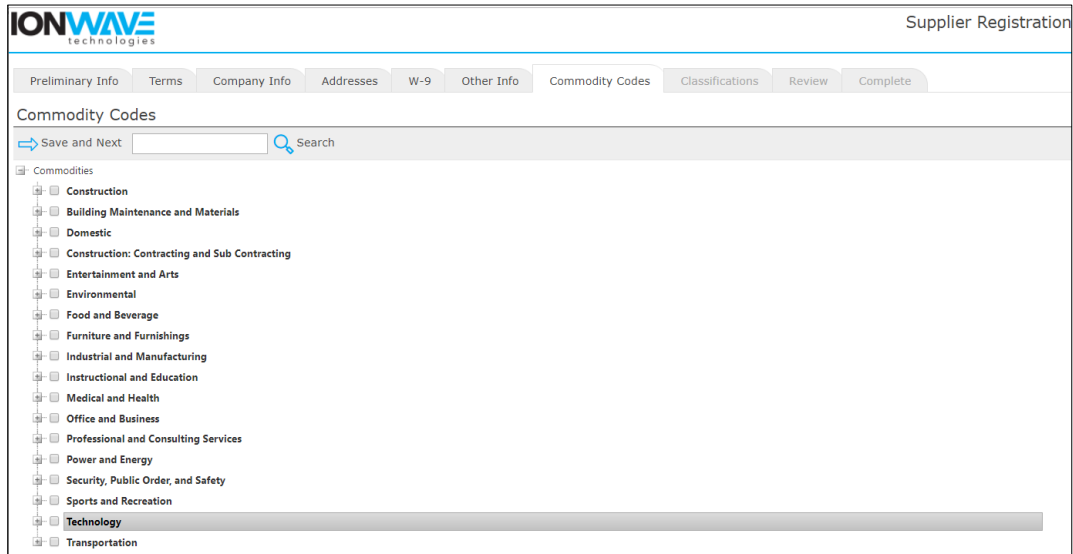 IONWAVE
technologies
Supplier Registration
Preliminary Info Terms Company Info Addresses W-9 Other Info Commodity Codes Classifications Review Complete
Commodity Codes
Save and Next Search
Commodities
Construction
Building Maintenance and Materials
Domestic
Construction: Contracting and Sub Contracting
Entertainment and Arts
Environmental
Food and Beverage
Furniture and Furnishings
Industrial and Manufacturing
Instructional and Education
Medical and Health
Office and Business
Professional and Consulting Services
Power and Energy
Security, Public Order, and Safety
Sports and Recreation
Technology
Transportation